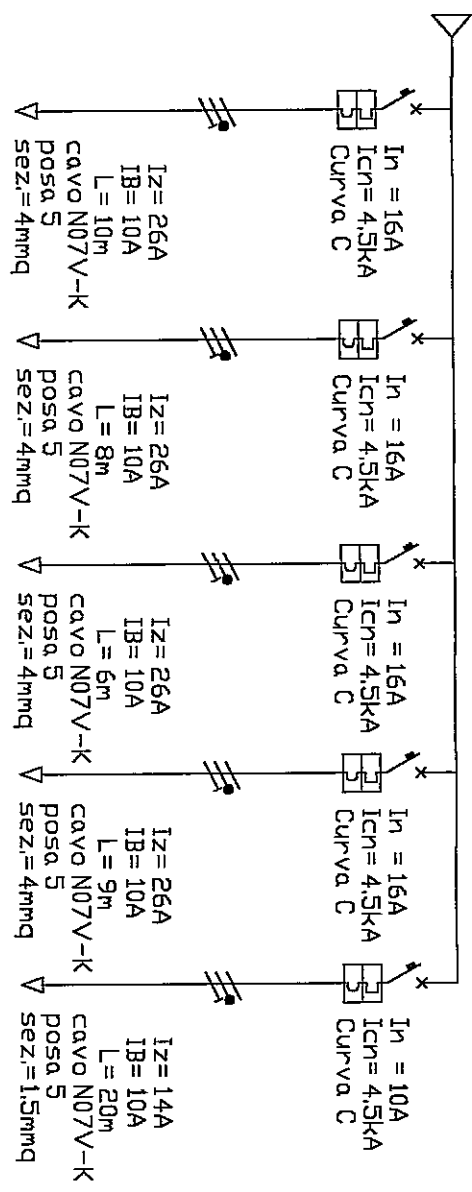 In = 16A
Icn= 4,5kA
Curva C
Iz= 26A
IB= 10A
L= 10m
cavo N07V-K
posa 5
sez.=4mmq
In = 16A
Icn= 4.5kA
Curva C
Iz= 26A
IB= 10A
L= 8m
cavo N07V-K
posa 5
sez.=4mmq
In = 16A
Icn= 4.5kA
Curva C
Iz= 26A
IB= 10A
L= 6m
cavo N07V-K
posa 5
sez.=4mmq
In = 16A
Icn= 4.5kA
Curva C
Iz= 26A
IB= 10A
L= 9m
cavo N07V-K
posa 5
sez.=4mmq
In = 10A
Icn= 4.5kA
Curva C
Iz= 14A
IB= 10A
L= 20m
cavo N07V-K
posa 5
sez.=1.5mmq